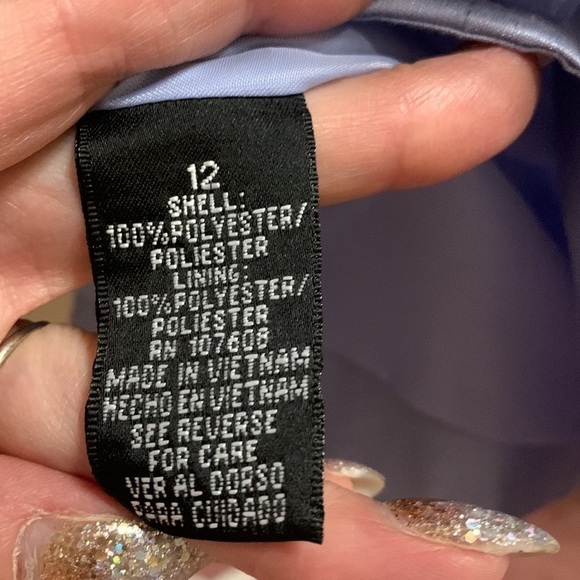 12
SHELL:
100%POLYESTER/
POLIESTER
LINING:
100%POLYESTER/
POLIESTER
RN 107608
MADE IN VIETNAM
HECHO EN VIETNAM
SEE REVERSE
FOR CARE
VER AL DORSO
PARA CUIDADO